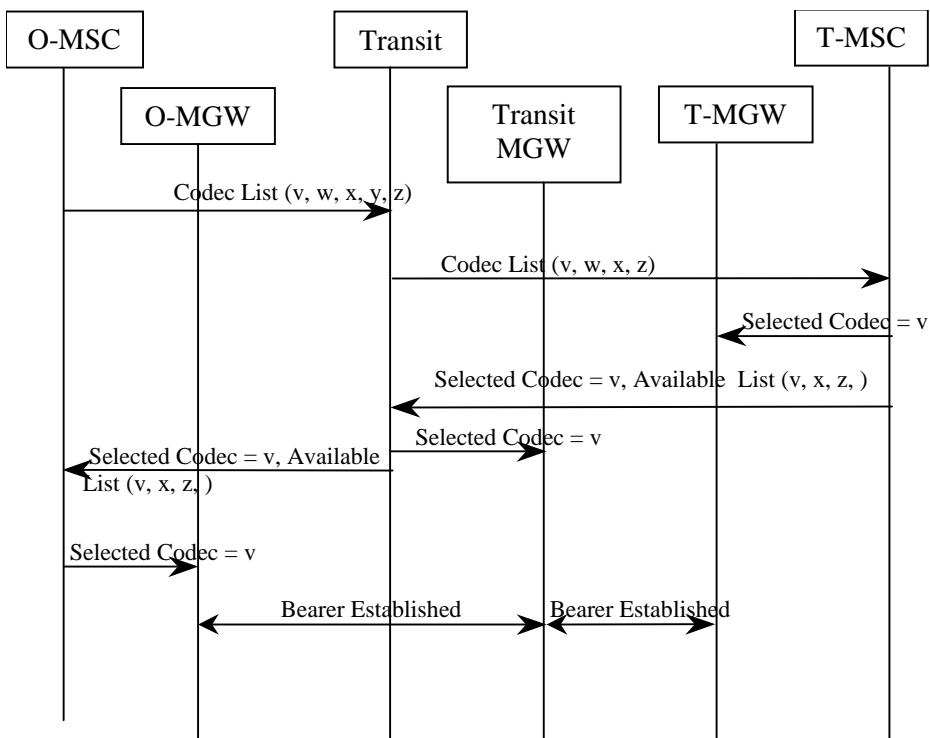 O-MSC
Transit
T-MSC
O-MGW
Transit
MGW
T-MGW
Codec List (v, w, x, y, z)
Codec List (v, w, x, z)
Selected Codec = v
Selected Codec = v, Available  List (v, x, z, )
Selected Codec = v
Selected Codec = v, Available
List (v, x, z, )
Selected Codec = v
Bearer Established
Bearer Established